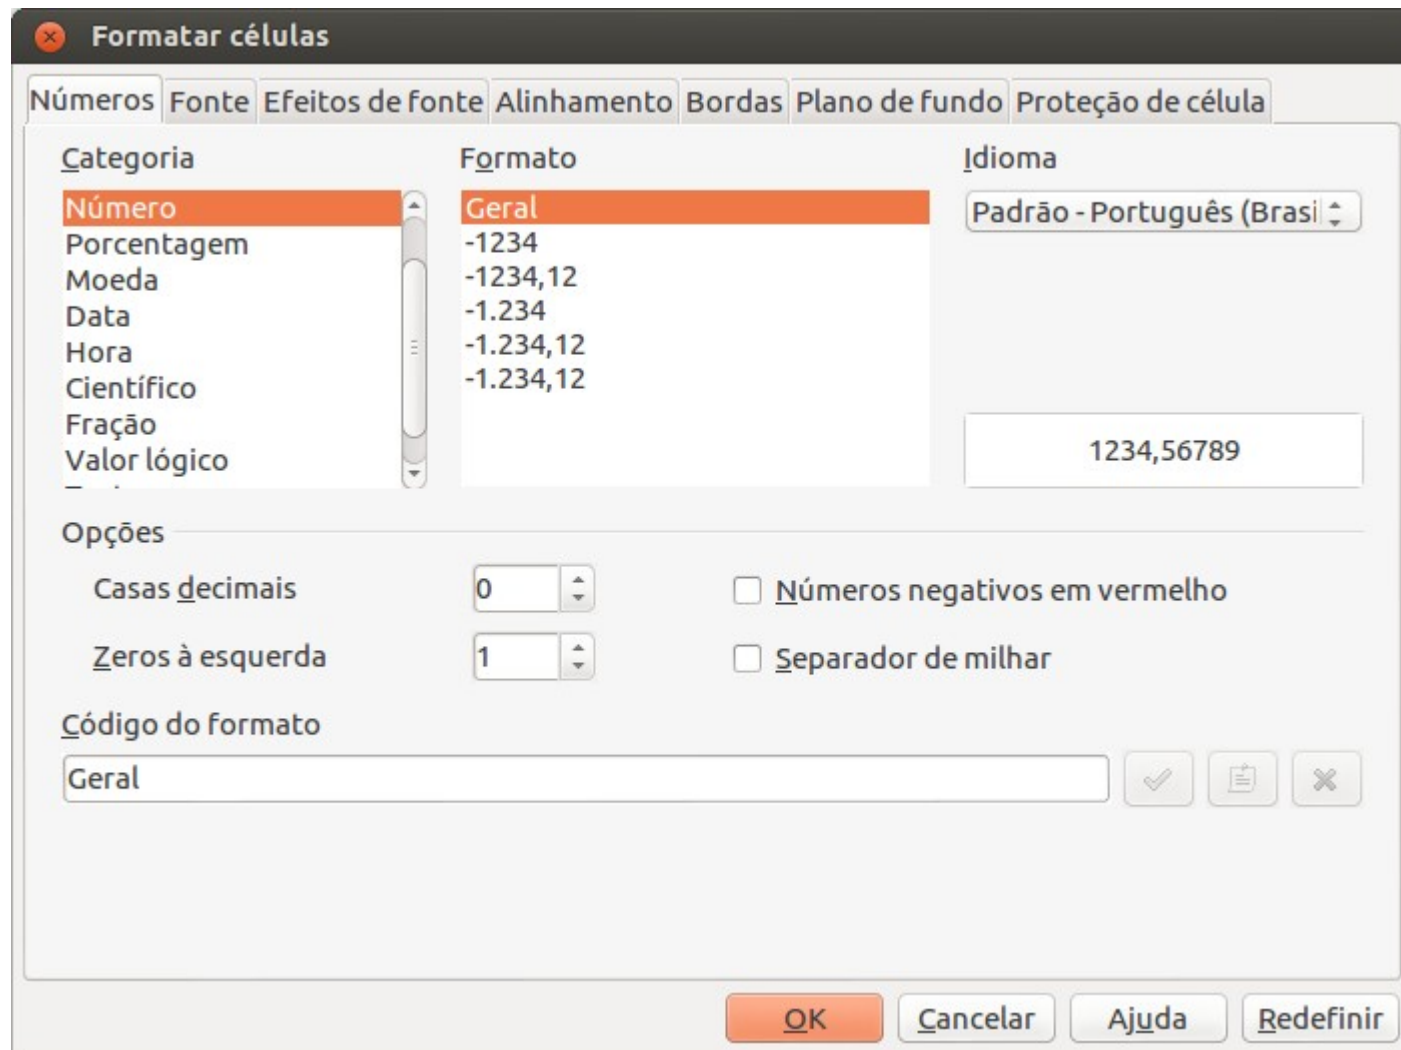 Formatar células
Números Fonte Efeitos de fonte Alinhamento Bordas Plano de fundo Proteção de célula
Categoria
Número
Porcentagem
Moeda
Data
Hora
Científico
Fração
Valor lógico
Formato
Geral
-1234
-1234,12
-1.234
-1.234,12
-1.234,12
Idioma
Padrão - Português (Brasi
1234,56789
Opções
Casas decimais 0
Números negativos em vermelho
Zeros à esquerda 1
Separador de milhar
Código do formato
Geral
OK Cancelar Ajuda Redefinir